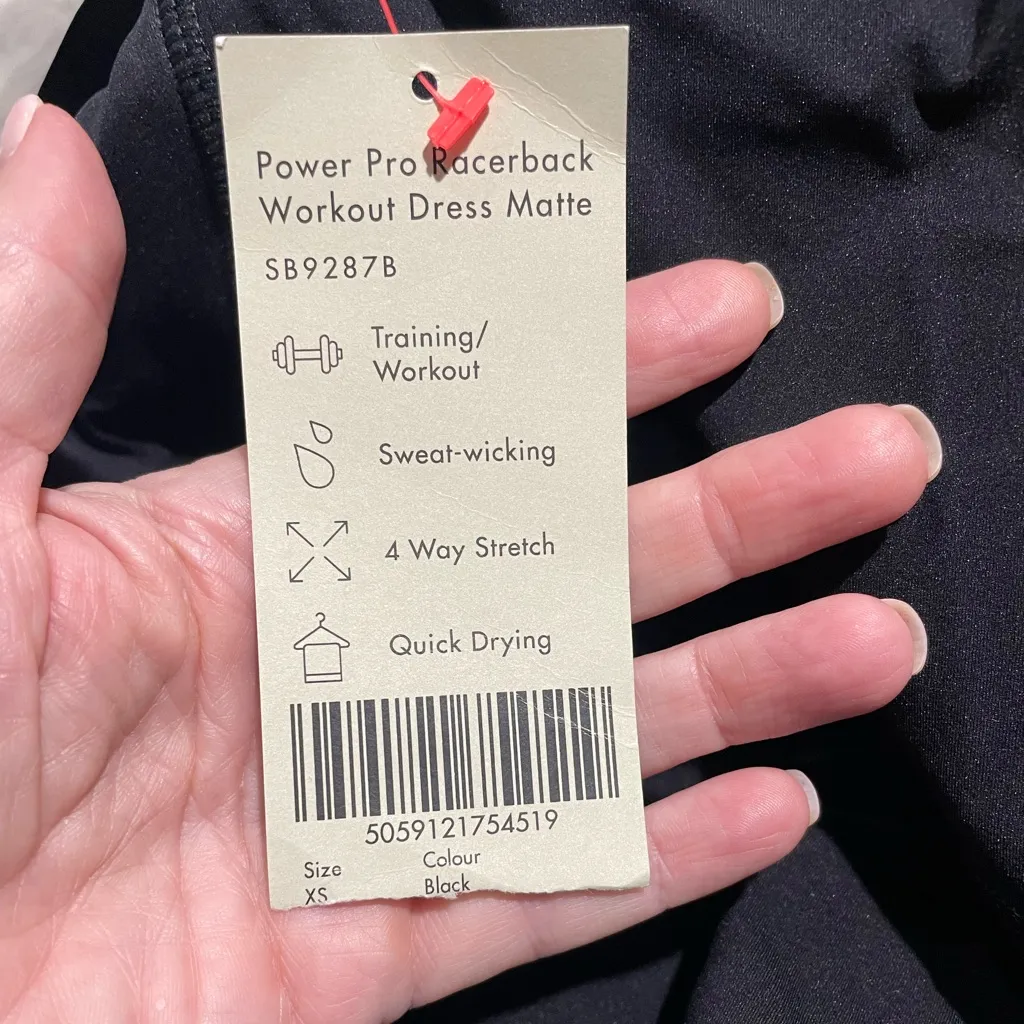 Power Pro Racerback
Workout Dress Matte
SB9287B
Training/
Workout
Sweat-wicking
4 Way Stretch
Quick Drying
5059121754519
Size
XS
Colour
Black